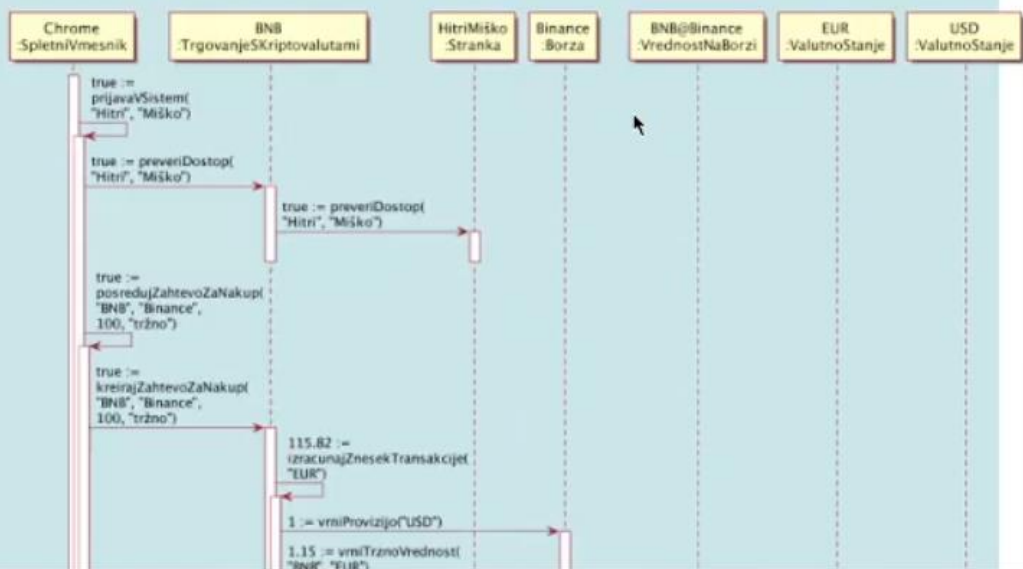 Chrome
:SpletniVmesnik
BNB
:TrgovanjeSKriptovalutami
HitriMiško
:Stranka
Binance
:Borza
BNB@Binance
:VrednostNaBorzi
EUR
:ValutnoStanje
USD
:ValutnoStanje
true :=
prijavaVSistem(
"Hitri", "Miško")
true := preveriDostop(
"Hitri", "Miško")
true := preveriDostop(
"Hitri", "Miško")
true :=
posredujZahtevoZaNakup(
"BNB", "Binance",
100, "tržno")
true :=
kreirajZahtevoZaNakup(
"BNB", "Binance",
100, "tržno")
115.82 :=
izracunajZnesekTransakcije(
"EUR")
1 := vrniProvizijo("USD")
1.15 := vrniTrznoVrednost(
"BNB", "EUR")